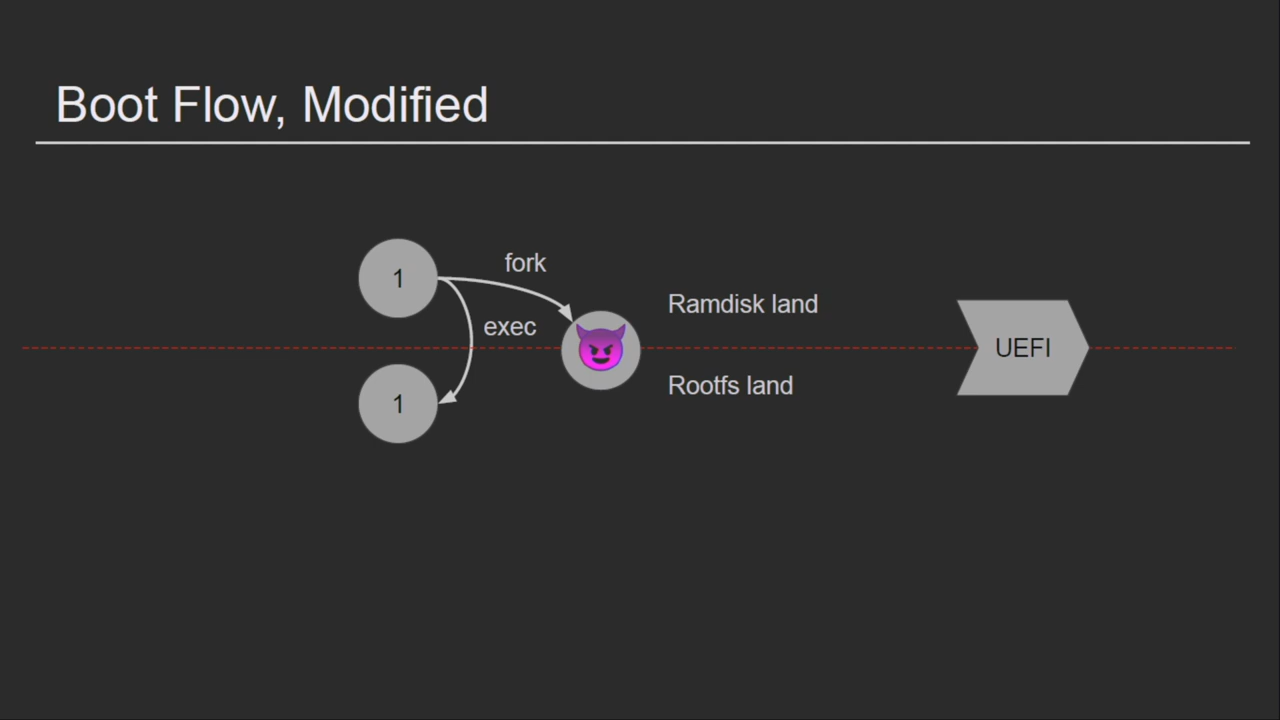 Boot Flow, Modified
1
fork
exec
Ramdisk land
UEFI
1
Rootfs land